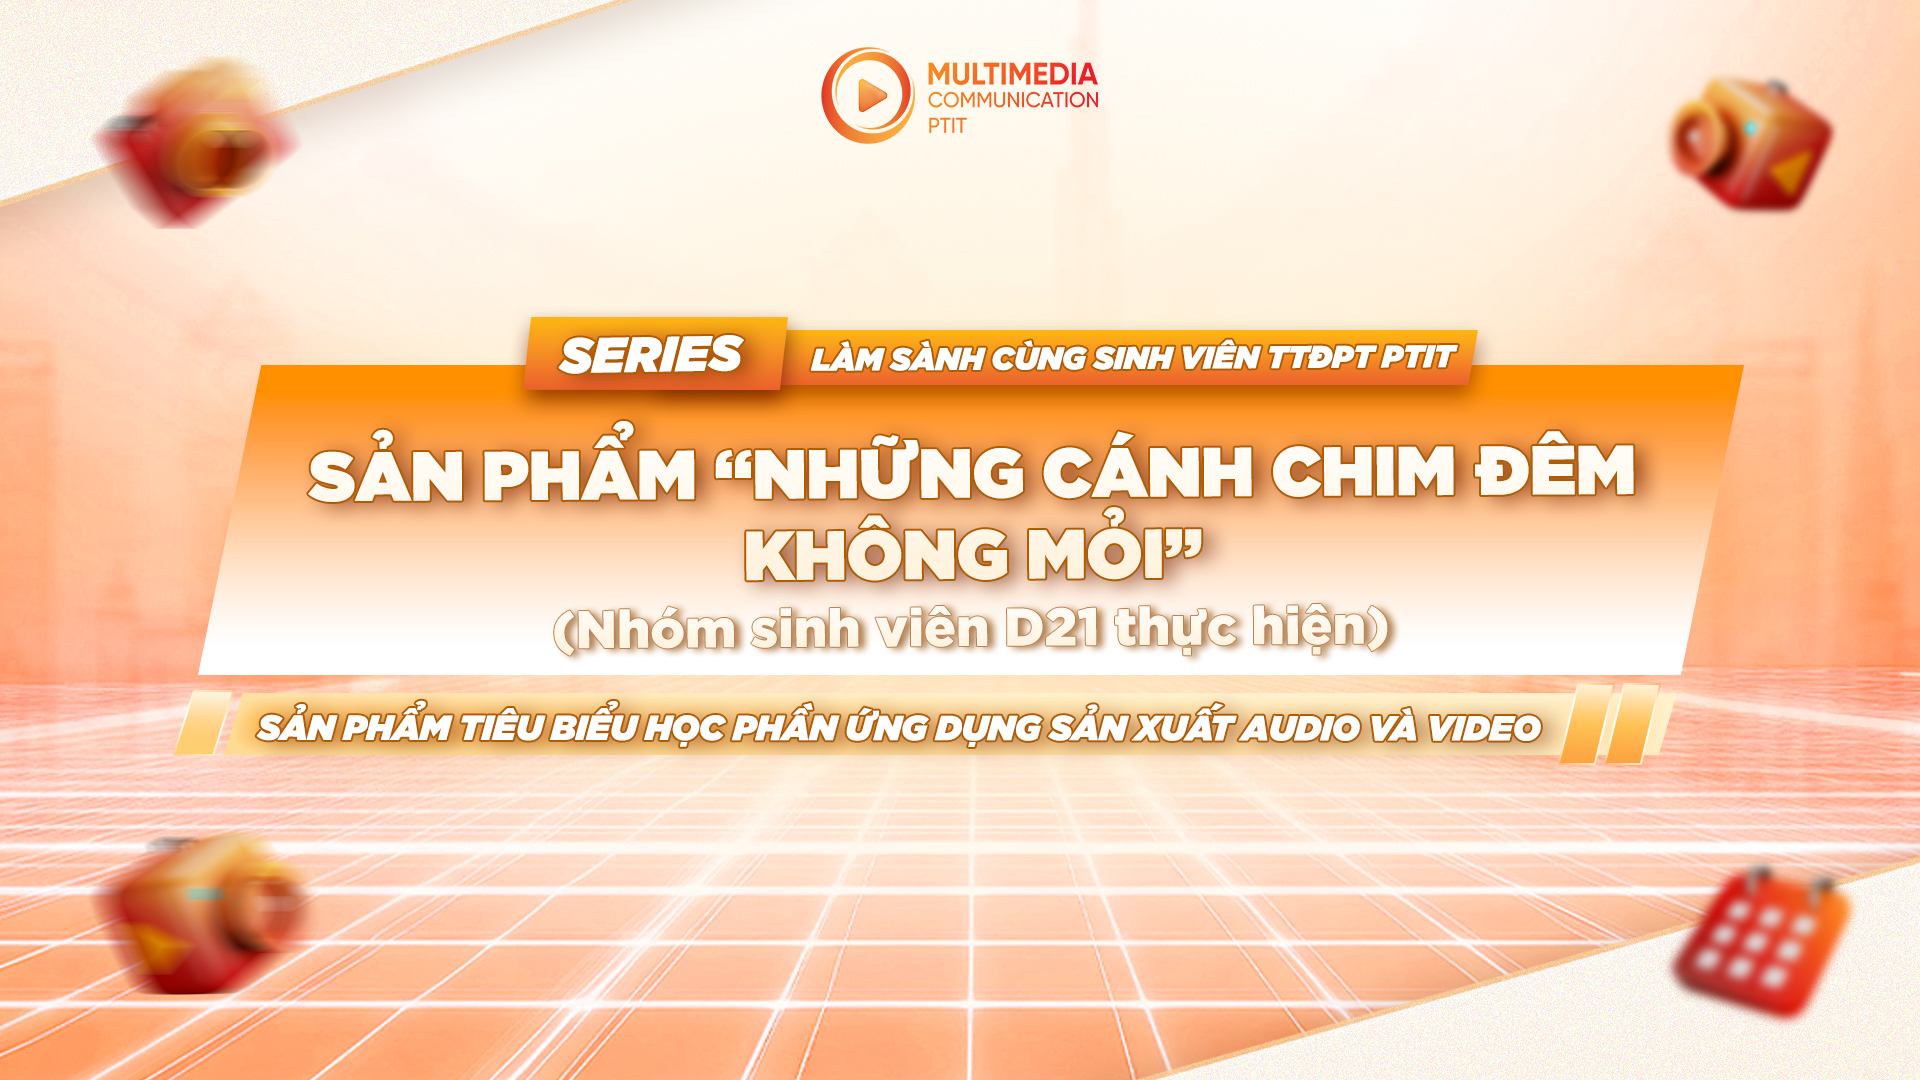 MULTIMEDIA
COMMUNICATION
PTIT
SERIES
LÀM SÀNH CÙNG SINH VIÊN TTĐPT PTIT
SẢN PHẨM “NHỮNG CÁNH CHIM ĐÊM
KHÔNG MỎI”
(Nhóm sinh viên D21 thực hiện)
SẢN PHẨM TIÊU BIỂU HỌC PHẦN ỨNG DỤNG SẢN XUẤT AUDIO VÀ VIDEO